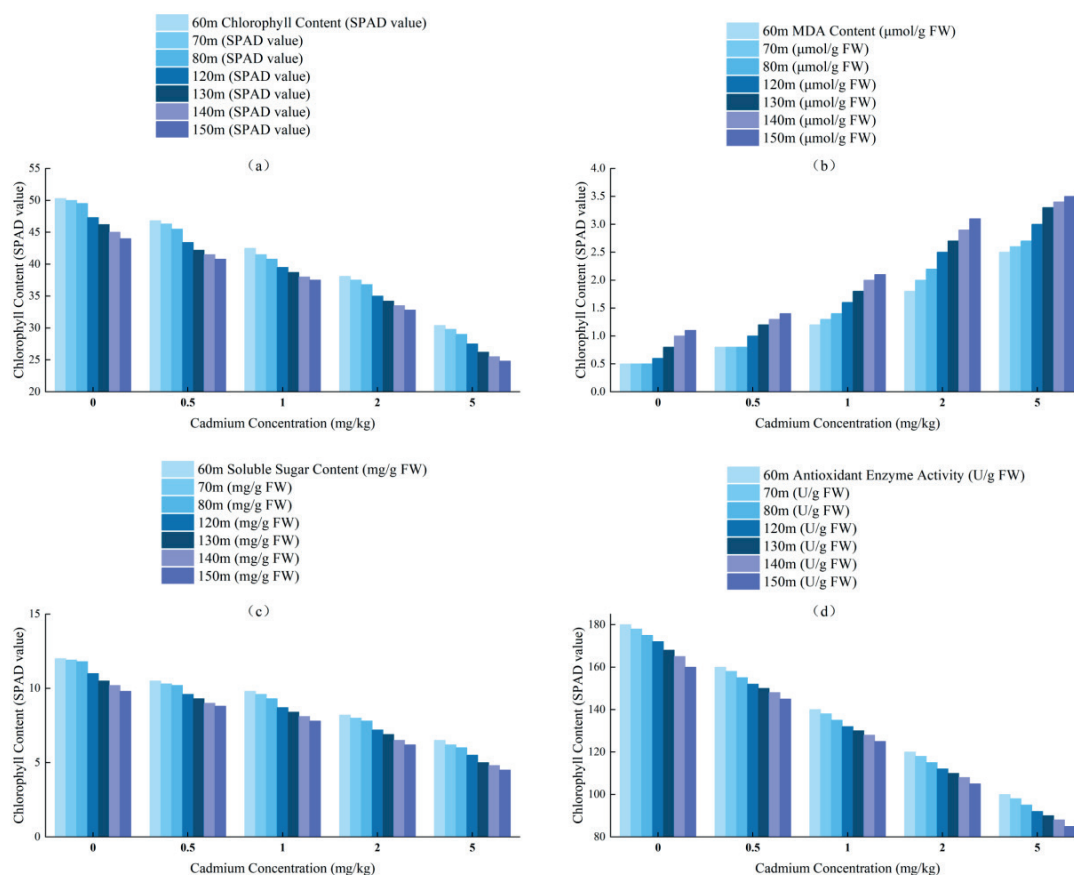 60m Chlorophyll Content (SPAD value)
70m (SPAD value)
80m (SPAD value)
120m (SPAD value)
130m (SPAD value)
140m (SPAD value)
150m (SPAD value)
(a)
55
50
45
40
35
30
25
20
Chlorophyll Content (SPAD value)
0 0.5 1 2 5
Cadmium Concentration (mg/kg)
60m MDA Content (μmol/g FW)
70m (μmol/g FW)
80m (μmol/g FW)
120m (μmol/g FW)
130m (μmol/g FW)
140m (μmol/g FW)
150m (μmol/g FW)
(b)
4.0
3.5
3.0
2.5
2.0
1.5
1.0
0.5
0.0
Chlorophyll Content (SPAD value)
0 0.5 1 2 5
Cadmium Concentration (mg/kg)
60m Soluble Sugar Content (mg/g FW)
70m (mg/g FW)
80m (mg/g FW)
120m (mg/g FW)
130m (mg/g FW)
140m (mg/g FW)
150m (mg/g FW)
(c)
15
10
5
0
Chlorophyll Content (SPAD value)
0 0.5 1 2 5
Cadmium Concentration (mg/kg)
60m Antioxidant Enzyme Activity (U/g FW)
70m (U/g FW)
80m (U/g FW)
120m (U/g FW)
130m (U/g FW)
140m (U/g FW)
150m (U/g FW)
(d)
180
160
140
120
100
80
Chlorophyll Content (SPAD value)
0 0.5 1 2 5
Cadmium Concentration (mg/kg)